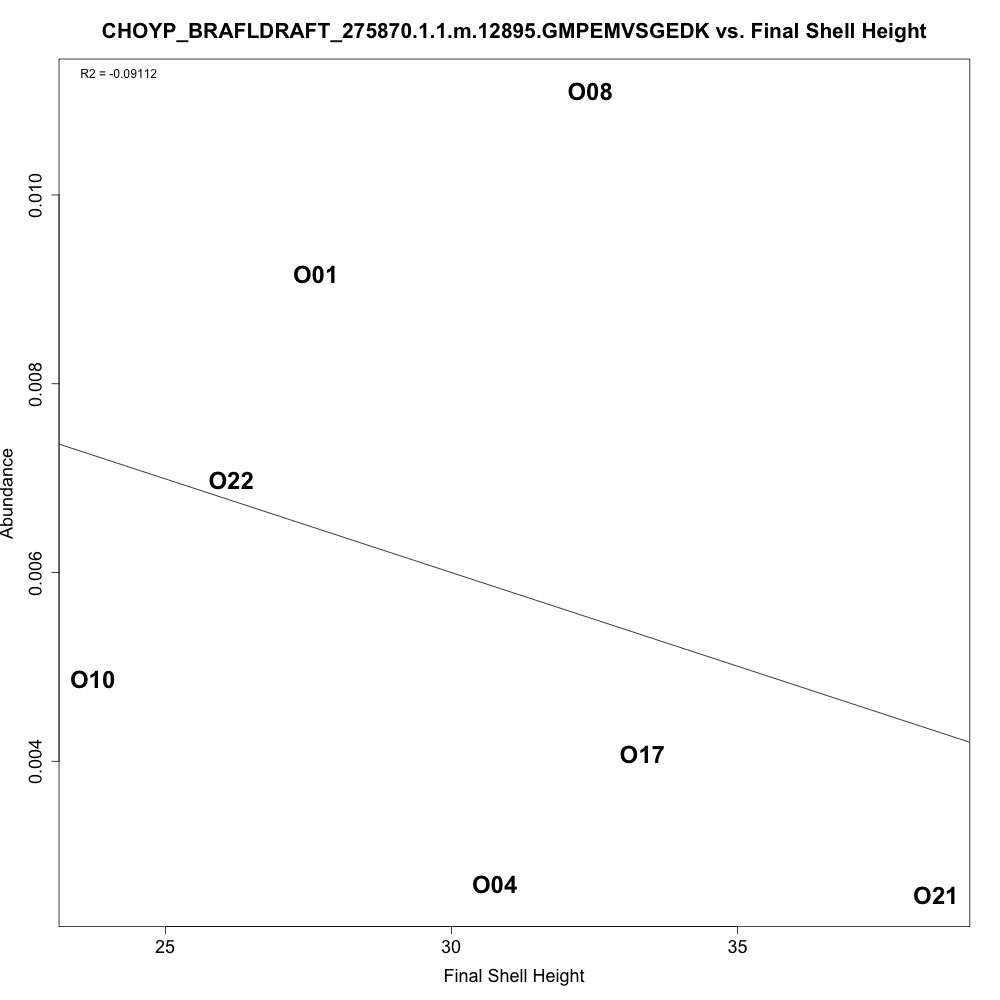 CHOYP_BRAFLDRAFT_275870.1.1.m.12895.GMPEMVSGEDK vs. Final Shell Height
R2 = -0.09112
O08
0.010
O01
0.008
O22
Abundance
0.006
O10
O17
0.004
O04
O21
25 30 35
Final Shell Height